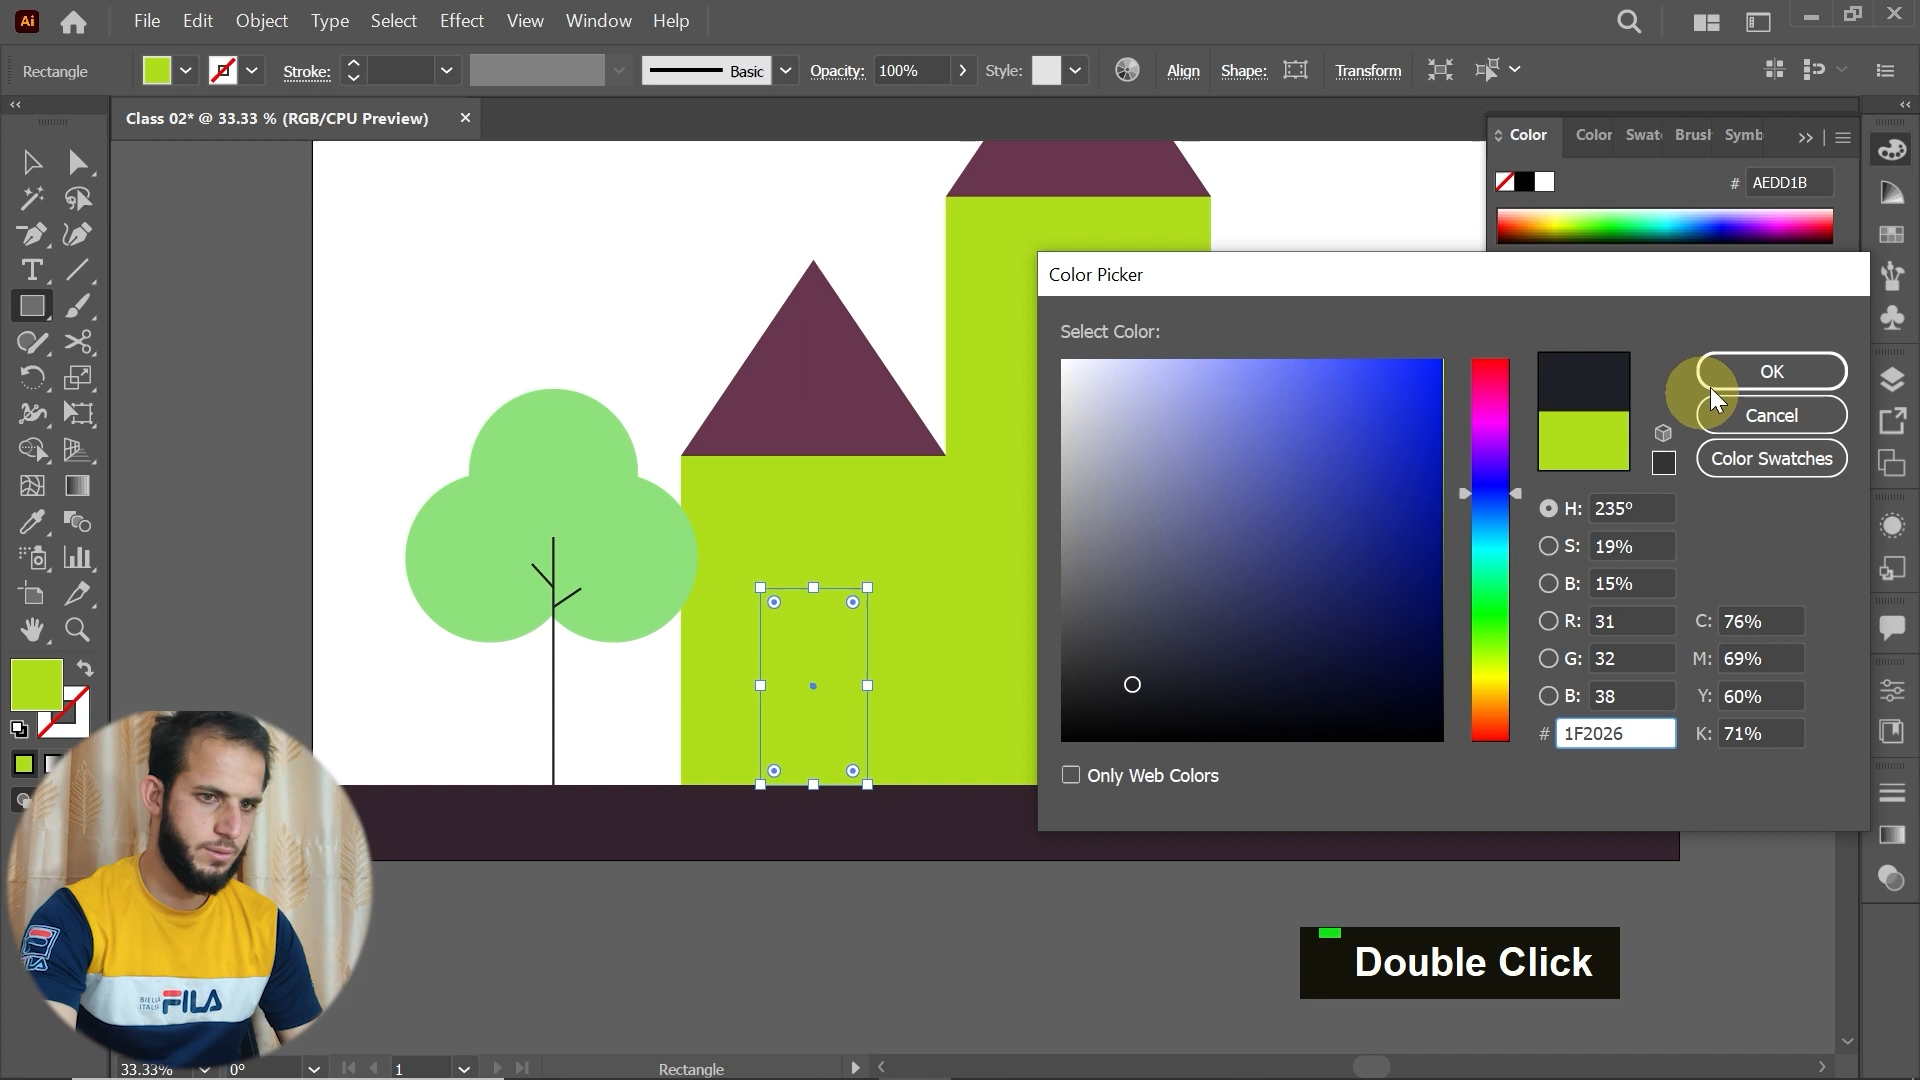 Ai
File Edit Object Type Select Effect View Window Help
Rectangle Stroke: Basic Opacity: 100% Style: Align Shape: Transform
Class 02* @ 33.33 % (RGB/CPU Preview) ×
Color Color Swat Brush Symb
# AEDD1B
Color Picker
Select Color:
OK
Cancel
Color Swatches
H: 235°
S: 19%
B: 15%
R: 31 C: 76%
G: 32 M: 69%
B: 38 Y: 60%
# 1F2026 K: 71%
Only Web Colors
Double Click
BIELLA
ITALIA
FILA
33.33% 0° 1 Rectangle